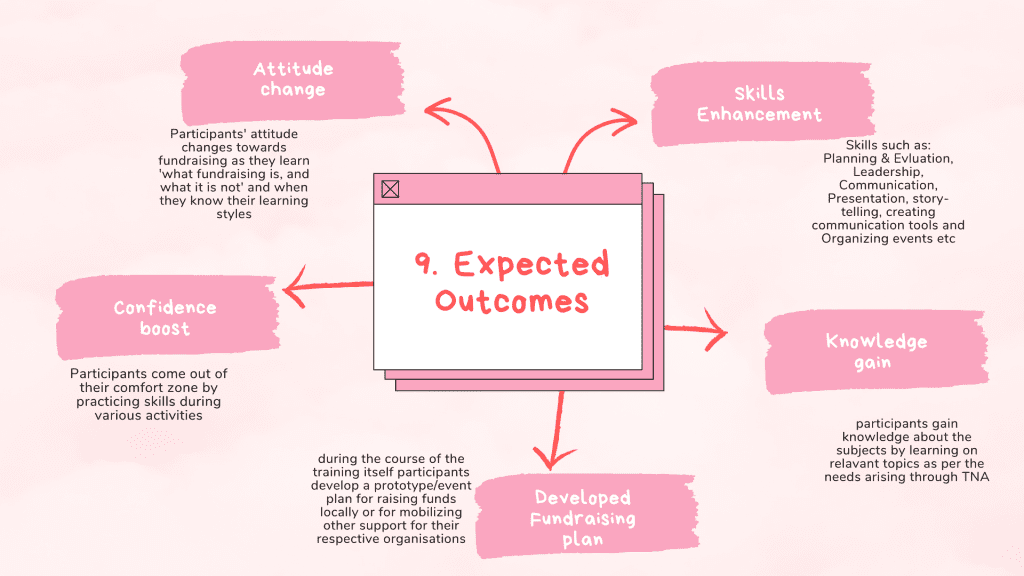 Attitude
change
Participants' attitude
changes towards
fundraising as they learn
'what fundraising is, and
what it is not' and when
they know their learning
styles
Skills
Enhancement
Skills such as:
Planning & Evluation,
Leadership,
Communication,
Presentation, story-
telling, creating
communication tools and
Organizing events etc
9. Expected
Outcomes
Confidence
boost
Participants come out of
their comfort zone by
practicing skills during
various activities
Knowledge
gain
participants gain
knowledge about the
subjects by learning on
relavant topics as per the
needs arising through TNA
during the course of the
training itself participants
develop a prototype/event
plan for raising funds
locally or for mobilizing
other support for their
respective organisations
Developed
Fundraising
plan